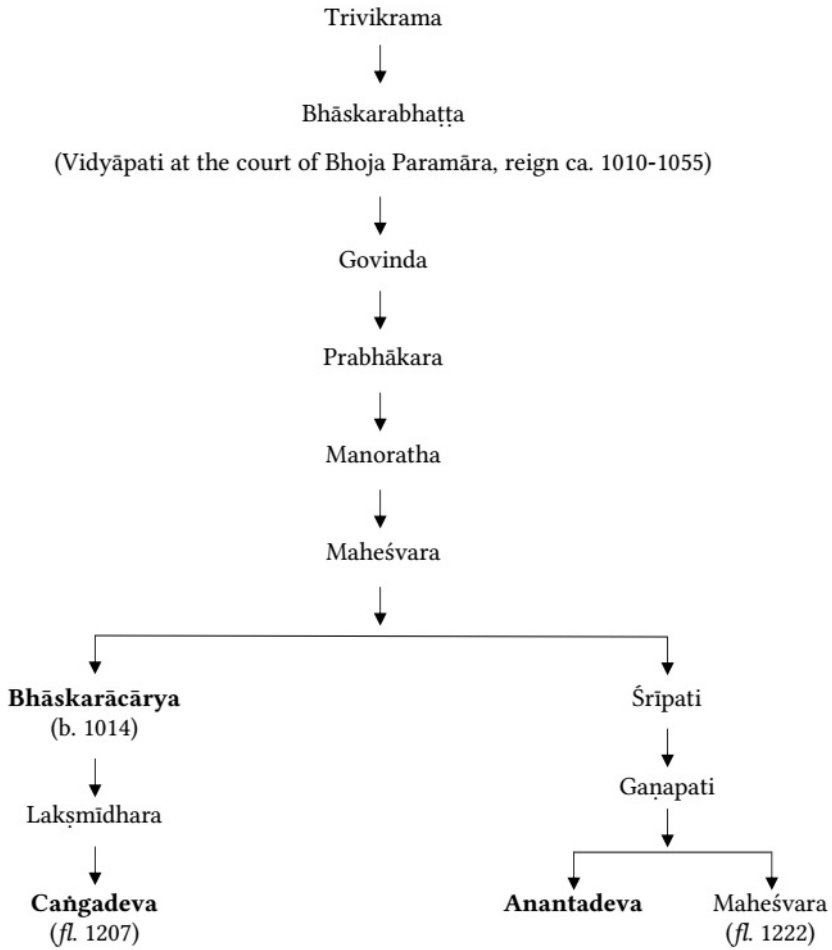 Trivikrama
Bhāskarabhaṭṭa
(Vidyāpati at the court of Bhoja Paramāra, reign ca. 1010-1055)
Govinda
Prabhākara
Manoratha
Maheśvara
Bhāskarācārya
(b. 1014)
Śrīpati
Gaṇapati
Lakṣmīdhara
Caṅgadeva
(fl. 1207)
Anantadeva
Maheśvara
(fl. 1222)